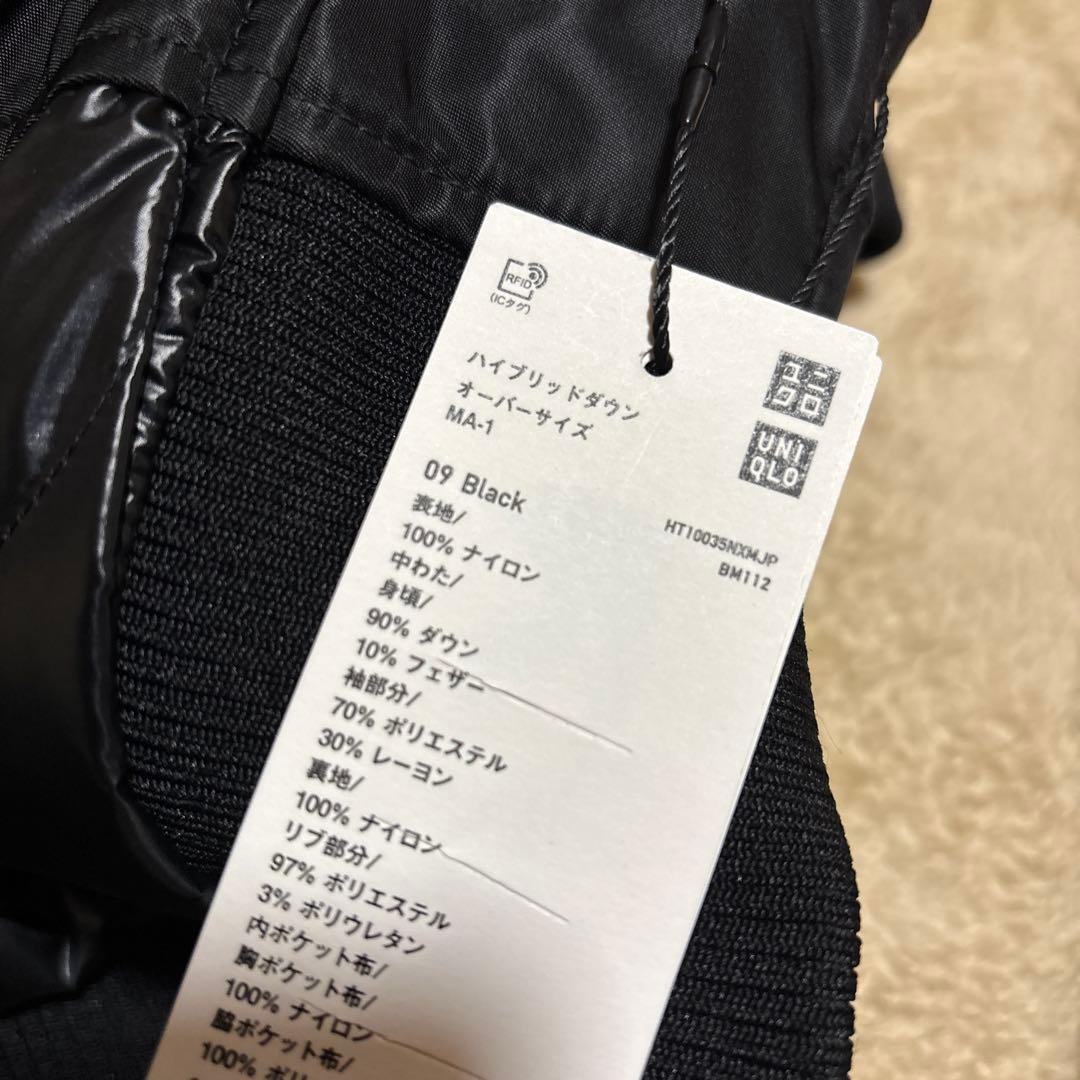 RFID
(ICタグ)
ハイブリッドダウン
オーバーサイズ
MA-1
ユニ
クロ
UNI
QLO
09 Black
HT10035NXMJP
BM112
表地/
100% ナイロン
中わた/
身頃/
90% ダウン
10% フェザー
袖部分/
70% ポリエステル
30% レーヨン
裏地/
100% ナイロン
リブ部分/
97% ポリエステル
3% ポリウレタン
内ポケット布/
胸ポケット布/
100% ナイロン
脇ポケット布/
100% ポリ